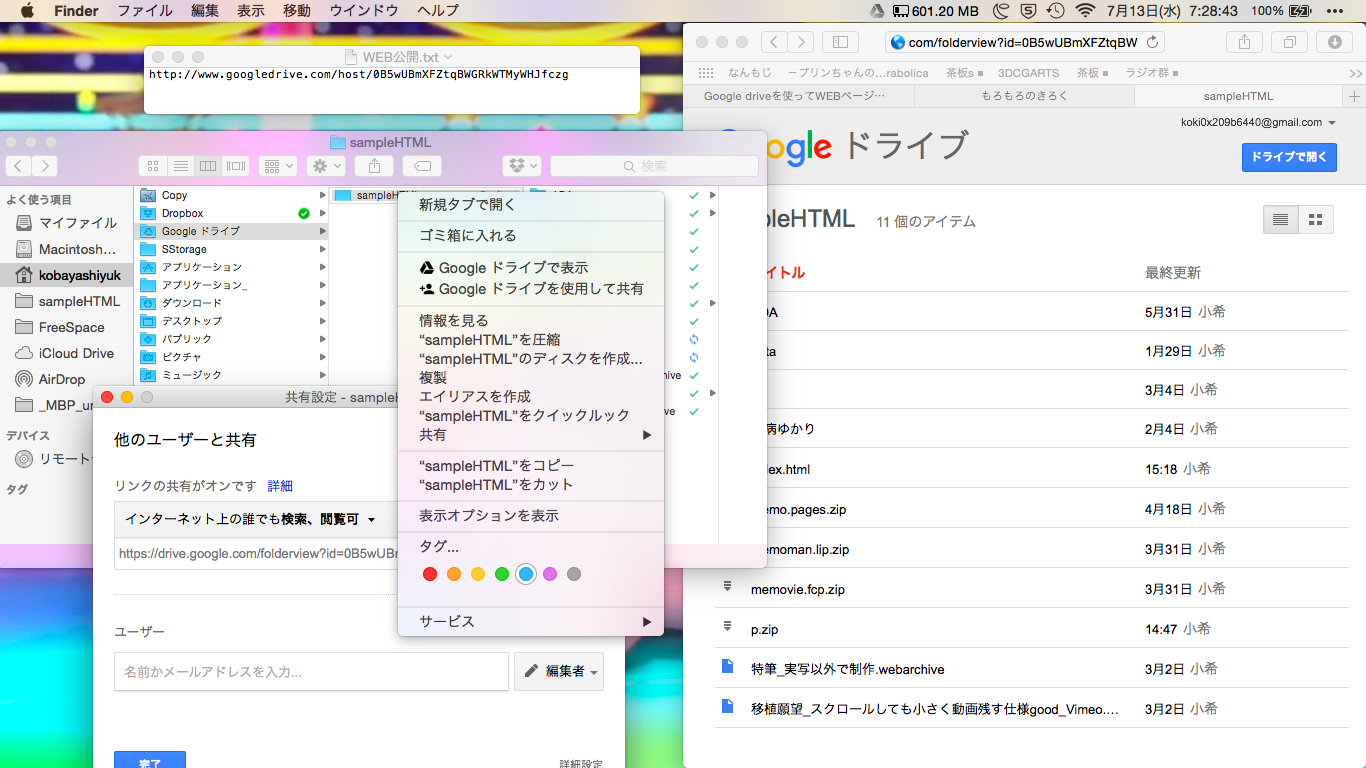 Finder ファイル 編集 表示 移動 ウインドウ ヘルプ
601.20 MB 7月13日(水) 7:28:43 100%
WEB公開.txt
http://www.googledrive.com/host/0B5wUBmXFZtqBWGRkWTMyWHJfczg
com/folderview?id=0B5wUBmXFZtqBW
なんもじ ープリンちゃんの...rabolica 茶板s 3DCGARTS 茶板 ラジオ群
Google driveを使ってWEBページ… もろもろのきろく sampleHTML
koki0x209b6440@gmail.com
ogle ドライブ
ドライブで開く
sampleHTML
検索
よく使う項目
マイファイル
Macintosh...
kobayashiyuk
sampleHTML
FreeSpace
iCloud Drive
AirDrop
_MBP_un
デバイス
リモート
タグ
Copy
Dropbox
Google ドライブ
SStorage
アプリケーション
アプリケーション_
ダウンロード
デスクトップ
パブリック
ピクチャ
ミュージック
sampleHTML
新規タブで開く
ゴミ箱に入れる
Google ドライブで表示
Google ドライブを使用して共有
情報を見る
“sampleHTML”を圧縮
“sampleHTML”のディスクを作成...
複製
エイリアスを作成
“sampleHTML”をクイックルック
共有
“sampleHTML”をコピー
“sampleHTML”をカット
表示オプションを表示
タグ...
サービス
hive
ve
共有設定 - sampleH
他のユーザーと共有
リンクの共有がオンです 詳細
インターネット上の誰でも検索、閲覧可
https://drive.google.com/folderview?id=0B5wUB
ユーザー
名前かメールアドレスを入力...
編集者
完了
詳細設定
pleHTML 11 個のアイテム
イトル 最終更新
DA 5月31日 小希
ta 1月29日 小希
3月4日 小希
病ゆかり 2月4日 小希
ex.html 15:18 小希
emo.pages.zip 4月18日 小希
emoman.lip.zip 3月31日 小希
memovie.fcp.zip 3月31日 小希
p.zip 14:47 小希
特筆_実写以外で制作.webarchive 3月2日 小希
移植願望_スクロールしても小さく動画残す仕様good_Vimeo.... 3月2日 小希